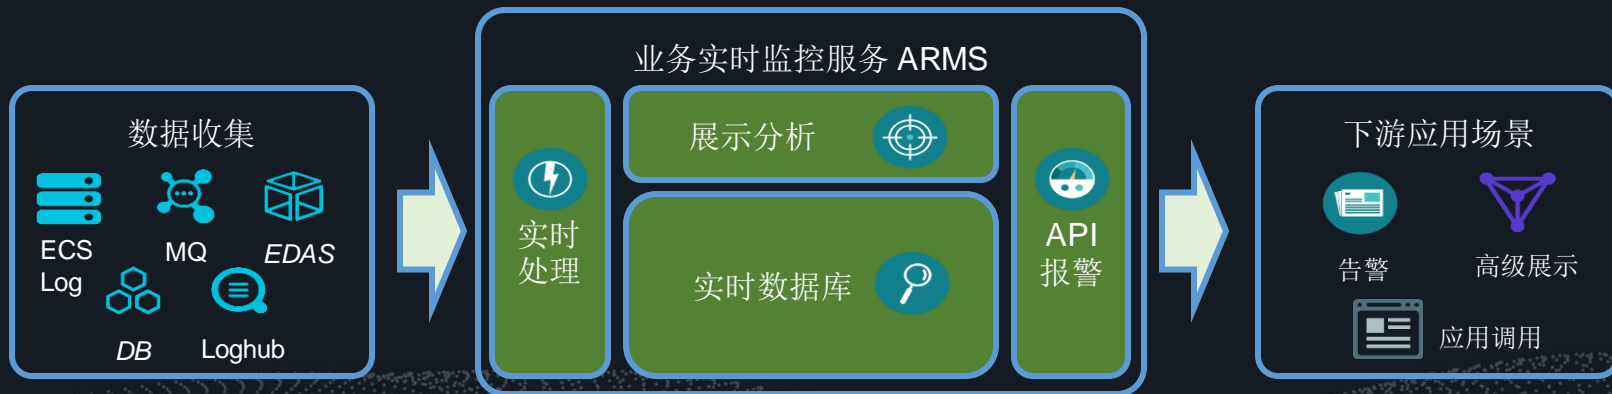 业务实时监控服务 ARMS
数据收集
ECS
Log
MQ
EDAS
DB
Loghub
实时
处理
展示分析
实时数据库
API
报警
下游应用场景
告警
高级展示
应用调用